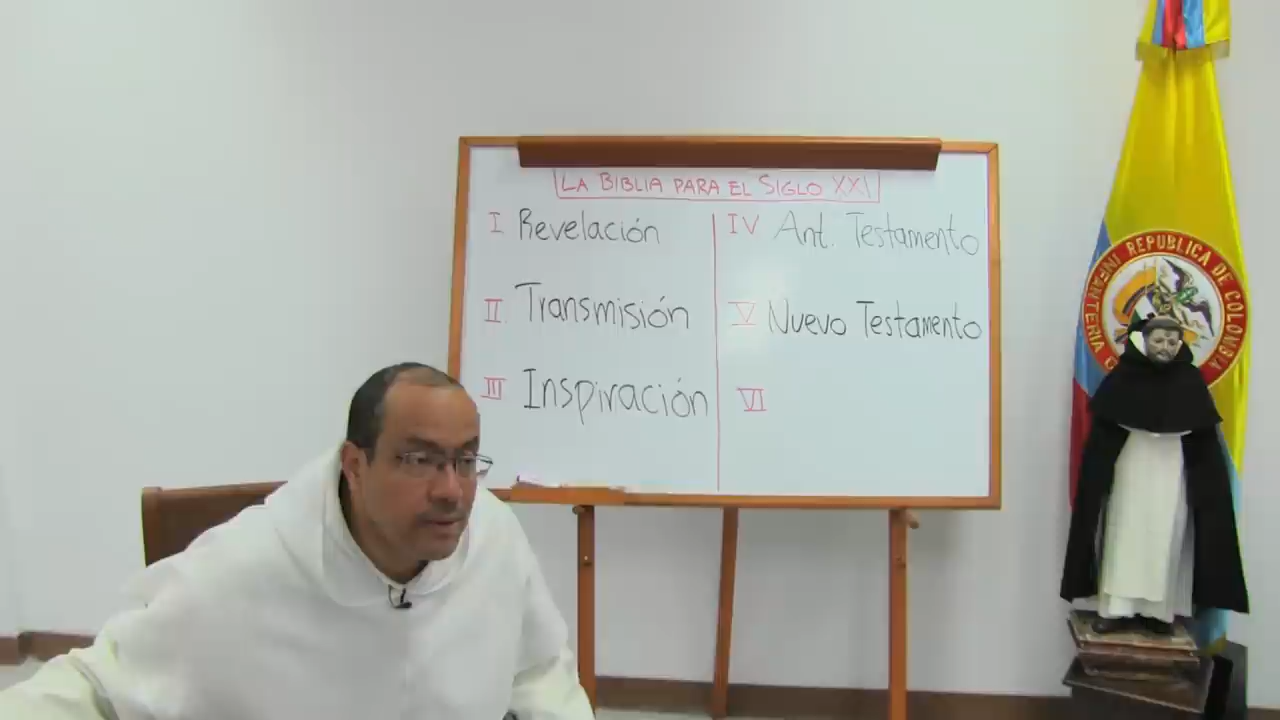 LA BIBLIA PARA EL SIGLO XXI
I Revelación
II Transmisión
III Inspiración
IV Ant. Testamento
V Nuevo Testamento
VI
REPUBLICA DE COLOMBIA
INFANTERIA